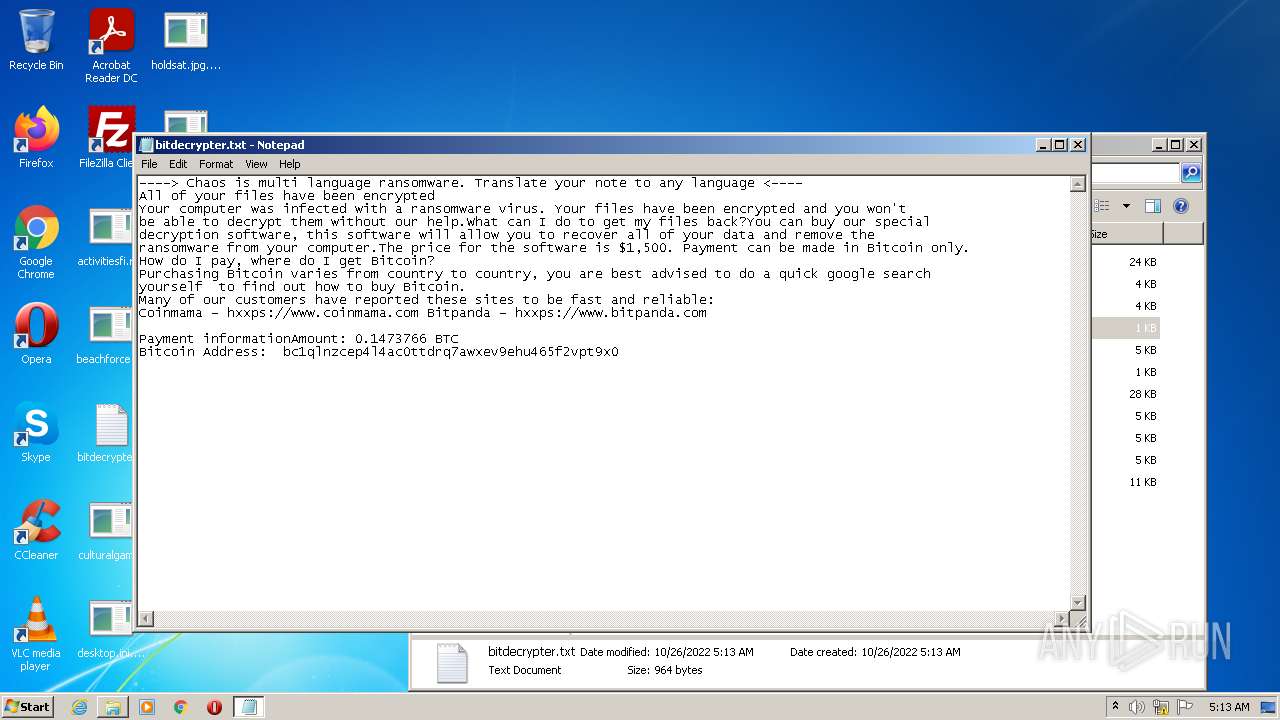 Recycle Bin
Acrobat
Reader DC
holdsat.jpg....
Firefox
FileZilla Clie
bitdecrypter.txt - Notepad
File Edit Format View Help
----> Chaos is multi language ransomware. Translate your note to any language <----
All of your files have been encrypted
Your computer was infected with a ransomware virus. Your files have been encrypted and you won't
be able to decrypt them without our help.What can I do to get my files back?You can buy our special
decryption software, this software will allow you to recover all of your data and remove the
ransomware from your computer.The price for the software is $1,500. Payment can be made in Bitcoin only.
How do I pay, where do I get Bitcoin?
Purchasing Bitcoin varies from country to country, you are best advised to do a quick google search
yourself  to find out how to buy Bitcoin.
Many of our customers have reported these sites to be fast and reliable:
Coinmama - hxxps://www.coinmama.com Bitpanda - hxxps://www.bitpanda.com
Payment informationAmount: 0.1473766 BTC
Bitcoin Address:  bc1qlnzcep4l4ac0ttdrq7awxev9ehu465f2vpt9x0
Google
Chrome
activitiesfi.r
Opera
beachforce
Skype
bitdecrypte
CCleaner
culturalgam
VLC media
player
desktop.ini....
Size
24 KB
4 KB
4 KB
1 KB
5 KB
1 KB
28 KB
5 KB
5 KB
5 KB
11 KB
bitdecrypter.txt Date modified: 10/26/2022 5:13 AM Date created: 10/26/2022 5:13 AM
Text Document Size: 964 bytes
ANY RUN
Start
5:13 AM